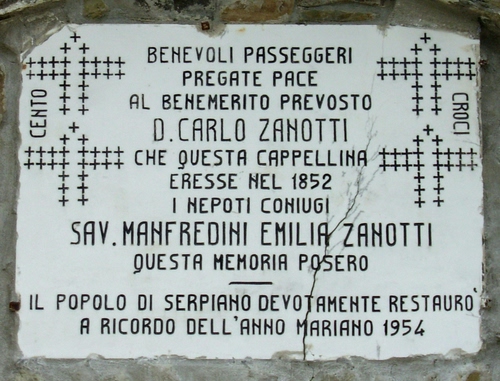 BENEVOLI PASSEGGERI
PREGATE PACE
AL BENEMERITO PREVOSTO
D. CARLO ZANOTTI
CHE QUESTA CAPPELLINA
ERESSE NEL 1852
I NEPOTI CONIUGI
SAV. MANFREDINI EMILIA ZANOTTI
QUESTA MEMORIA POSERO
IL POPOLO DI SERPIANO DEVOTAMENTE RESTAURO'
A RICORDO DELL'ANNO MARIANO 1954
CENTO
CROCI